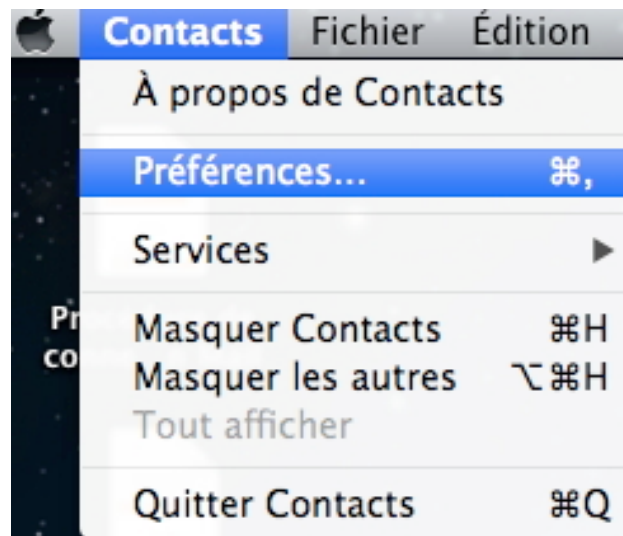 Contacts Fichier Édition
À propos de Contacts
Préférences... ⌘,
Services ▶
Masquer Contacts ⌘H
Masquer les autres ⌥⌘H
Tout afficher
Quitter Contacts ⌘Q